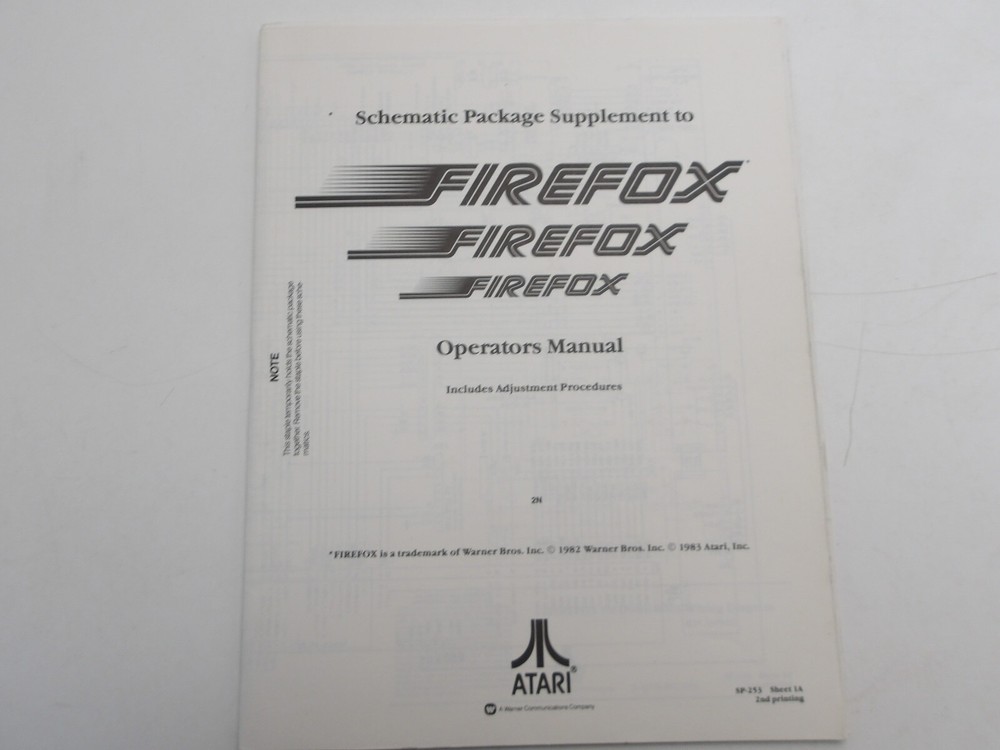 Schematic Package Supplement to
FIREFOX*
FIREFOX
FIREFOX
NOTE
This staple temporarily holds the schematic package
together. Remove the staple before using these sche-
matics.
Operators Manual
Includes Adjustment Procedures
2N
*FIREFOX is a trademark of Warner Bros. Inc. © 1982 Warner Bros. Inc. © 1983 Atari, Inc.
ATARI®
A Warner Communications Company
SP-253 Sheet 1A
2nd printing